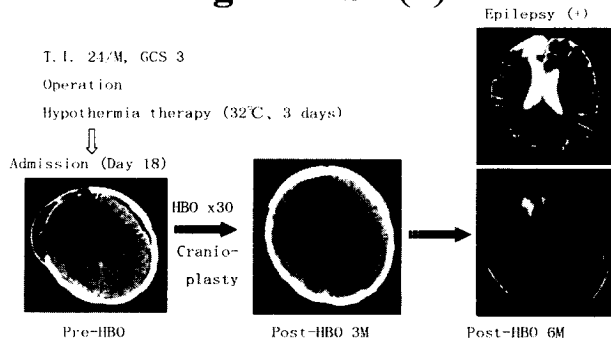 Epilepsy (+)
T.I. 24/M, GCS 3
Operation
Hypothermia therapy (32℃、3 days)
Admission (Day 18)
HBO x30
Cranio-
plasty
Pre-HBO
Post-HBO 3M
Post-HBO 6M